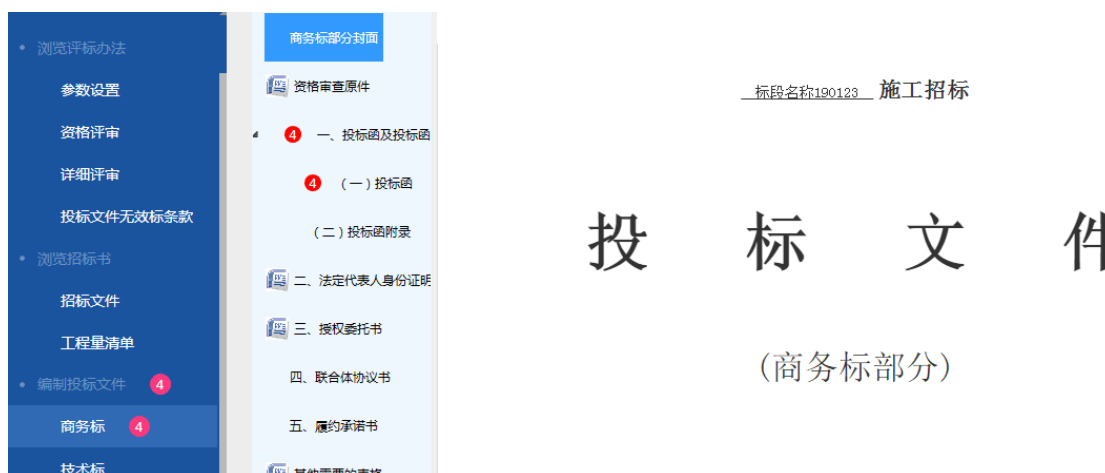 浏览评标办法
参数设置
资格评审
详细评审
投标文件无效标条款
浏览招标书
招标文件
工程量清单
编制投标文件 4
商务标 4
技术标
商务标部分封面
资格审查原件
4 一、投标函及投标函
4 (一)投标函
(二)投标函附录
二、法定代表人身份证明
三、授权委托书
四、联合体协议书
五、履约承诺书
其他需要的表格
标段名称190123 施工招标
投 标 文 件
(商务标部分)